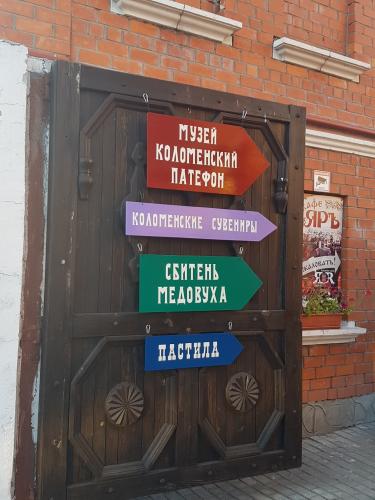 МУЗЕЙ
КОЛОМЕНСКИЙ
ПАТЕФОН
КОЛОМЕНСКИЕ СУВЕНИРЫ
СБИТЕНЬ
МЕДОВУХА
ПАСТИЛА
ЯРЪ